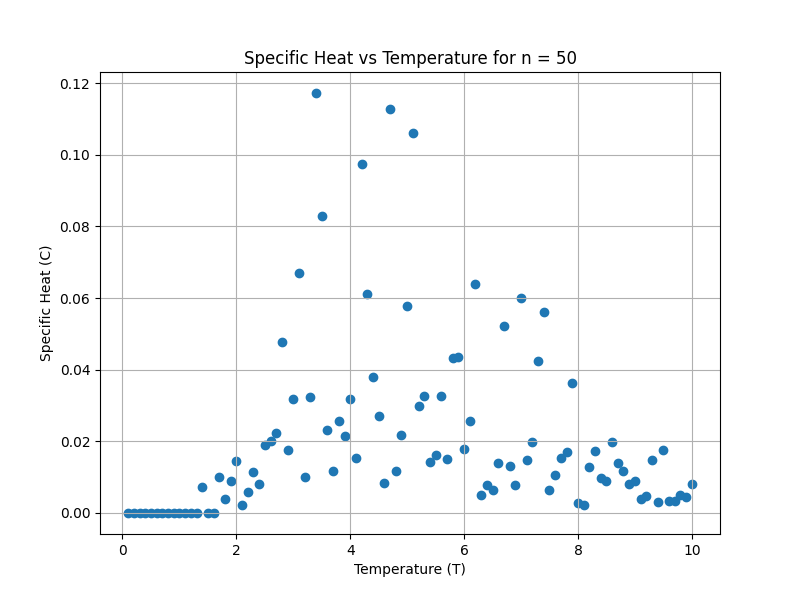 Specific Heat vs Temperature for n = 50
0.12
0.10
0.08
0.06
0.04
0.02
0.00
Specific Heat (C)
0 2 4 6 8 10
Temperature (T)